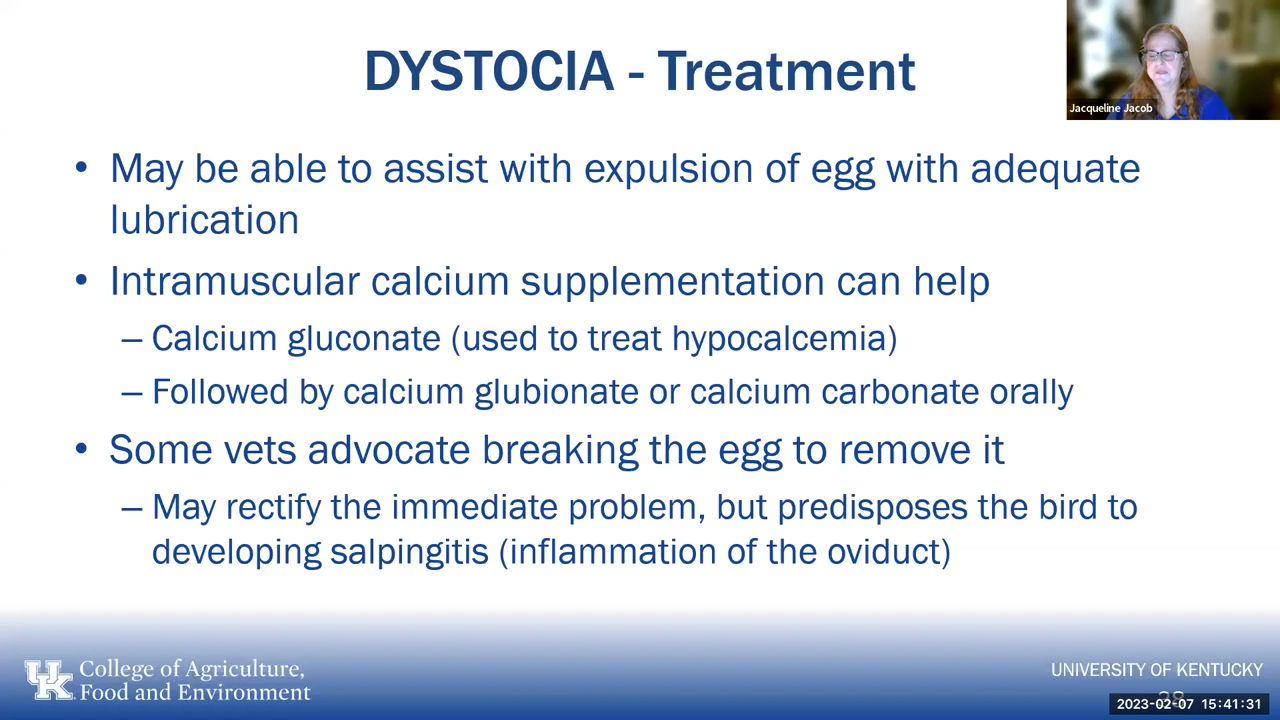 DYSTOCIA - Treatment
Jacqueline Jacob
• May be able to assist with expulsion of egg with adequate
lubrication
• Intramuscular calcium supplementation can help
– Calcium gluconate (used to treat hypocalcemia)
– Followed by calcium glubionate or calcium carbonate orally
• Some vets advocate breaking the egg to remove it
– May rectify the immediate problem, but predisposes the bird to
developing salpingitis (inflammation of the oviduct)
UK College of Agriculture,
Food and Environment
UNIVERSITY OF KENTUCKY
2023-02-07 15:41:31